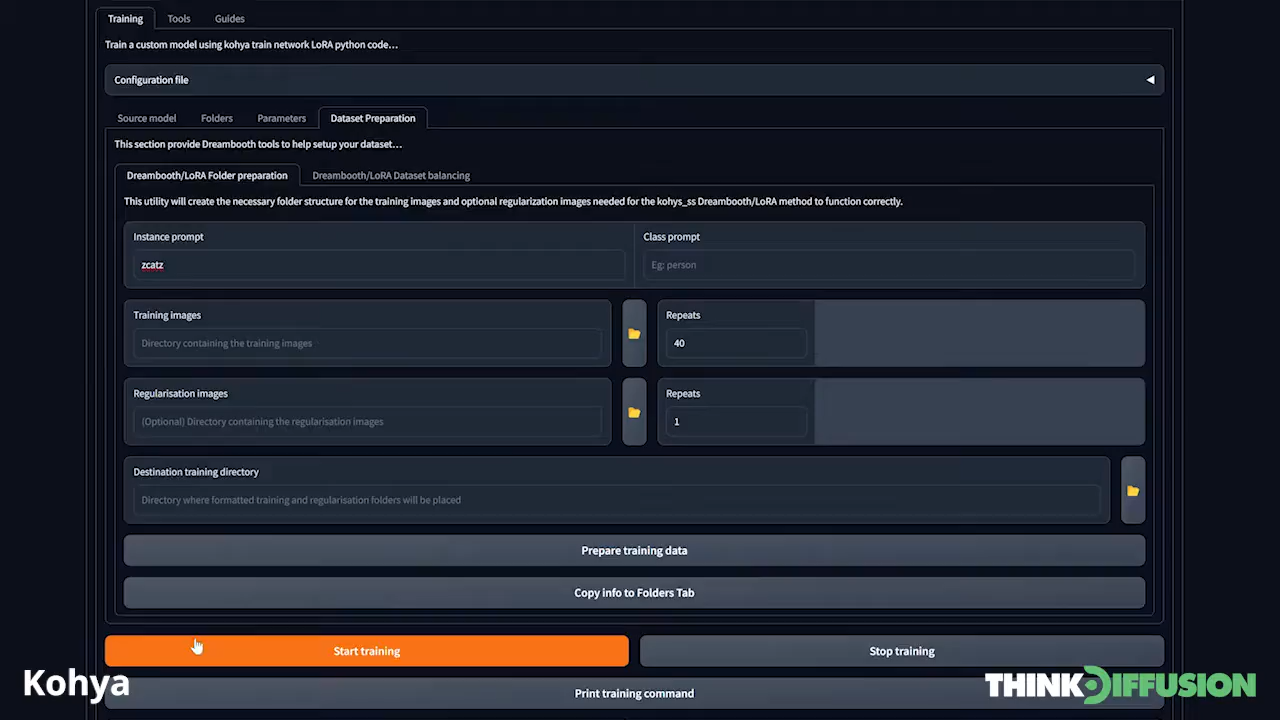 Training Tools Guides
Train a custom model using kohya train network LoRA python code...
Configuration file
Source model Folders Parameters Dataset Preparation
This section provide Dreambooth tools to help setup your dataset...
Dreambooth/LoRA Folder preparation Dreambooth/LoRA Dataset balancing
This utility will create the necessary folder structure for the training images and optional regularization images needed for the kohys_ss Dreambooth/LoRA method to function correctly.
Instance prompt Class prompt
zcatz Eg: person
Training images Repeats
Directory containing the training images 40
Regularisation images Repeats
(Optional) Directory containing the regularisation images 1
Destination training directory
Directory where formatted training and regularisation folders will be placed
Prepare training data
Copy info to Folders Tab
Start training Stop training
Print training command
Kohya THINKDIFFUSION